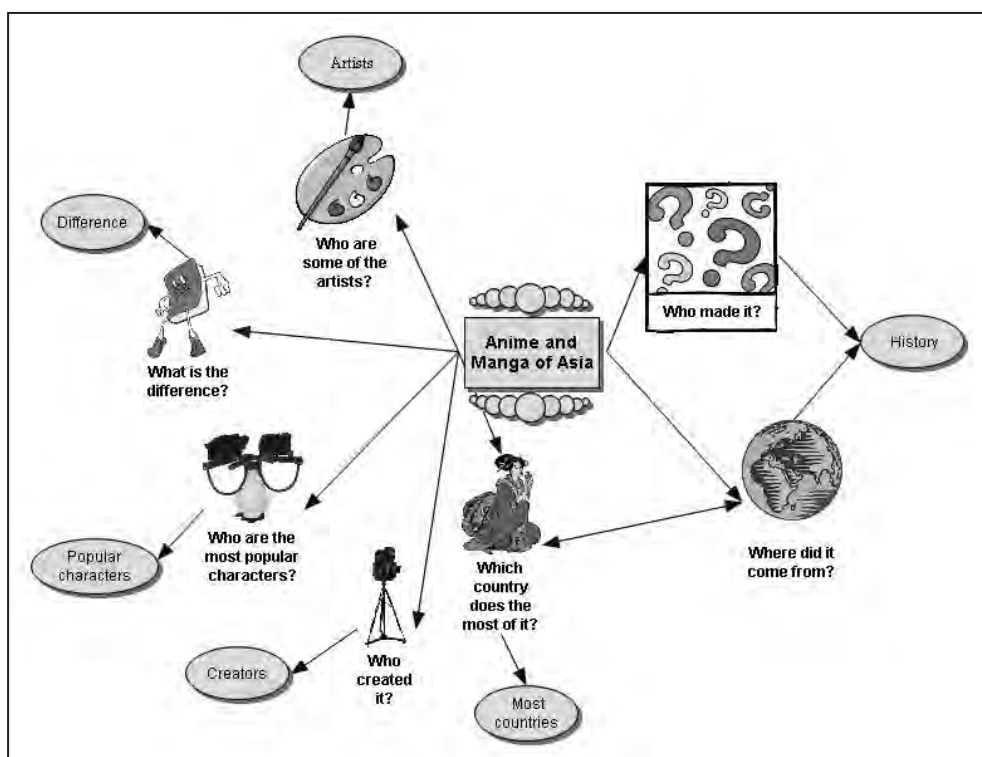 Artists
Who are
some of the
artists?
Difference
What is the
difference?
Who made it?
Anime and
Manga of Asia
History
Who are the
most popular
characters?
Popular
characters
Which
country
does the
most of it?
Where did it
come from?
Who
created
it?
Creators
Most
countries